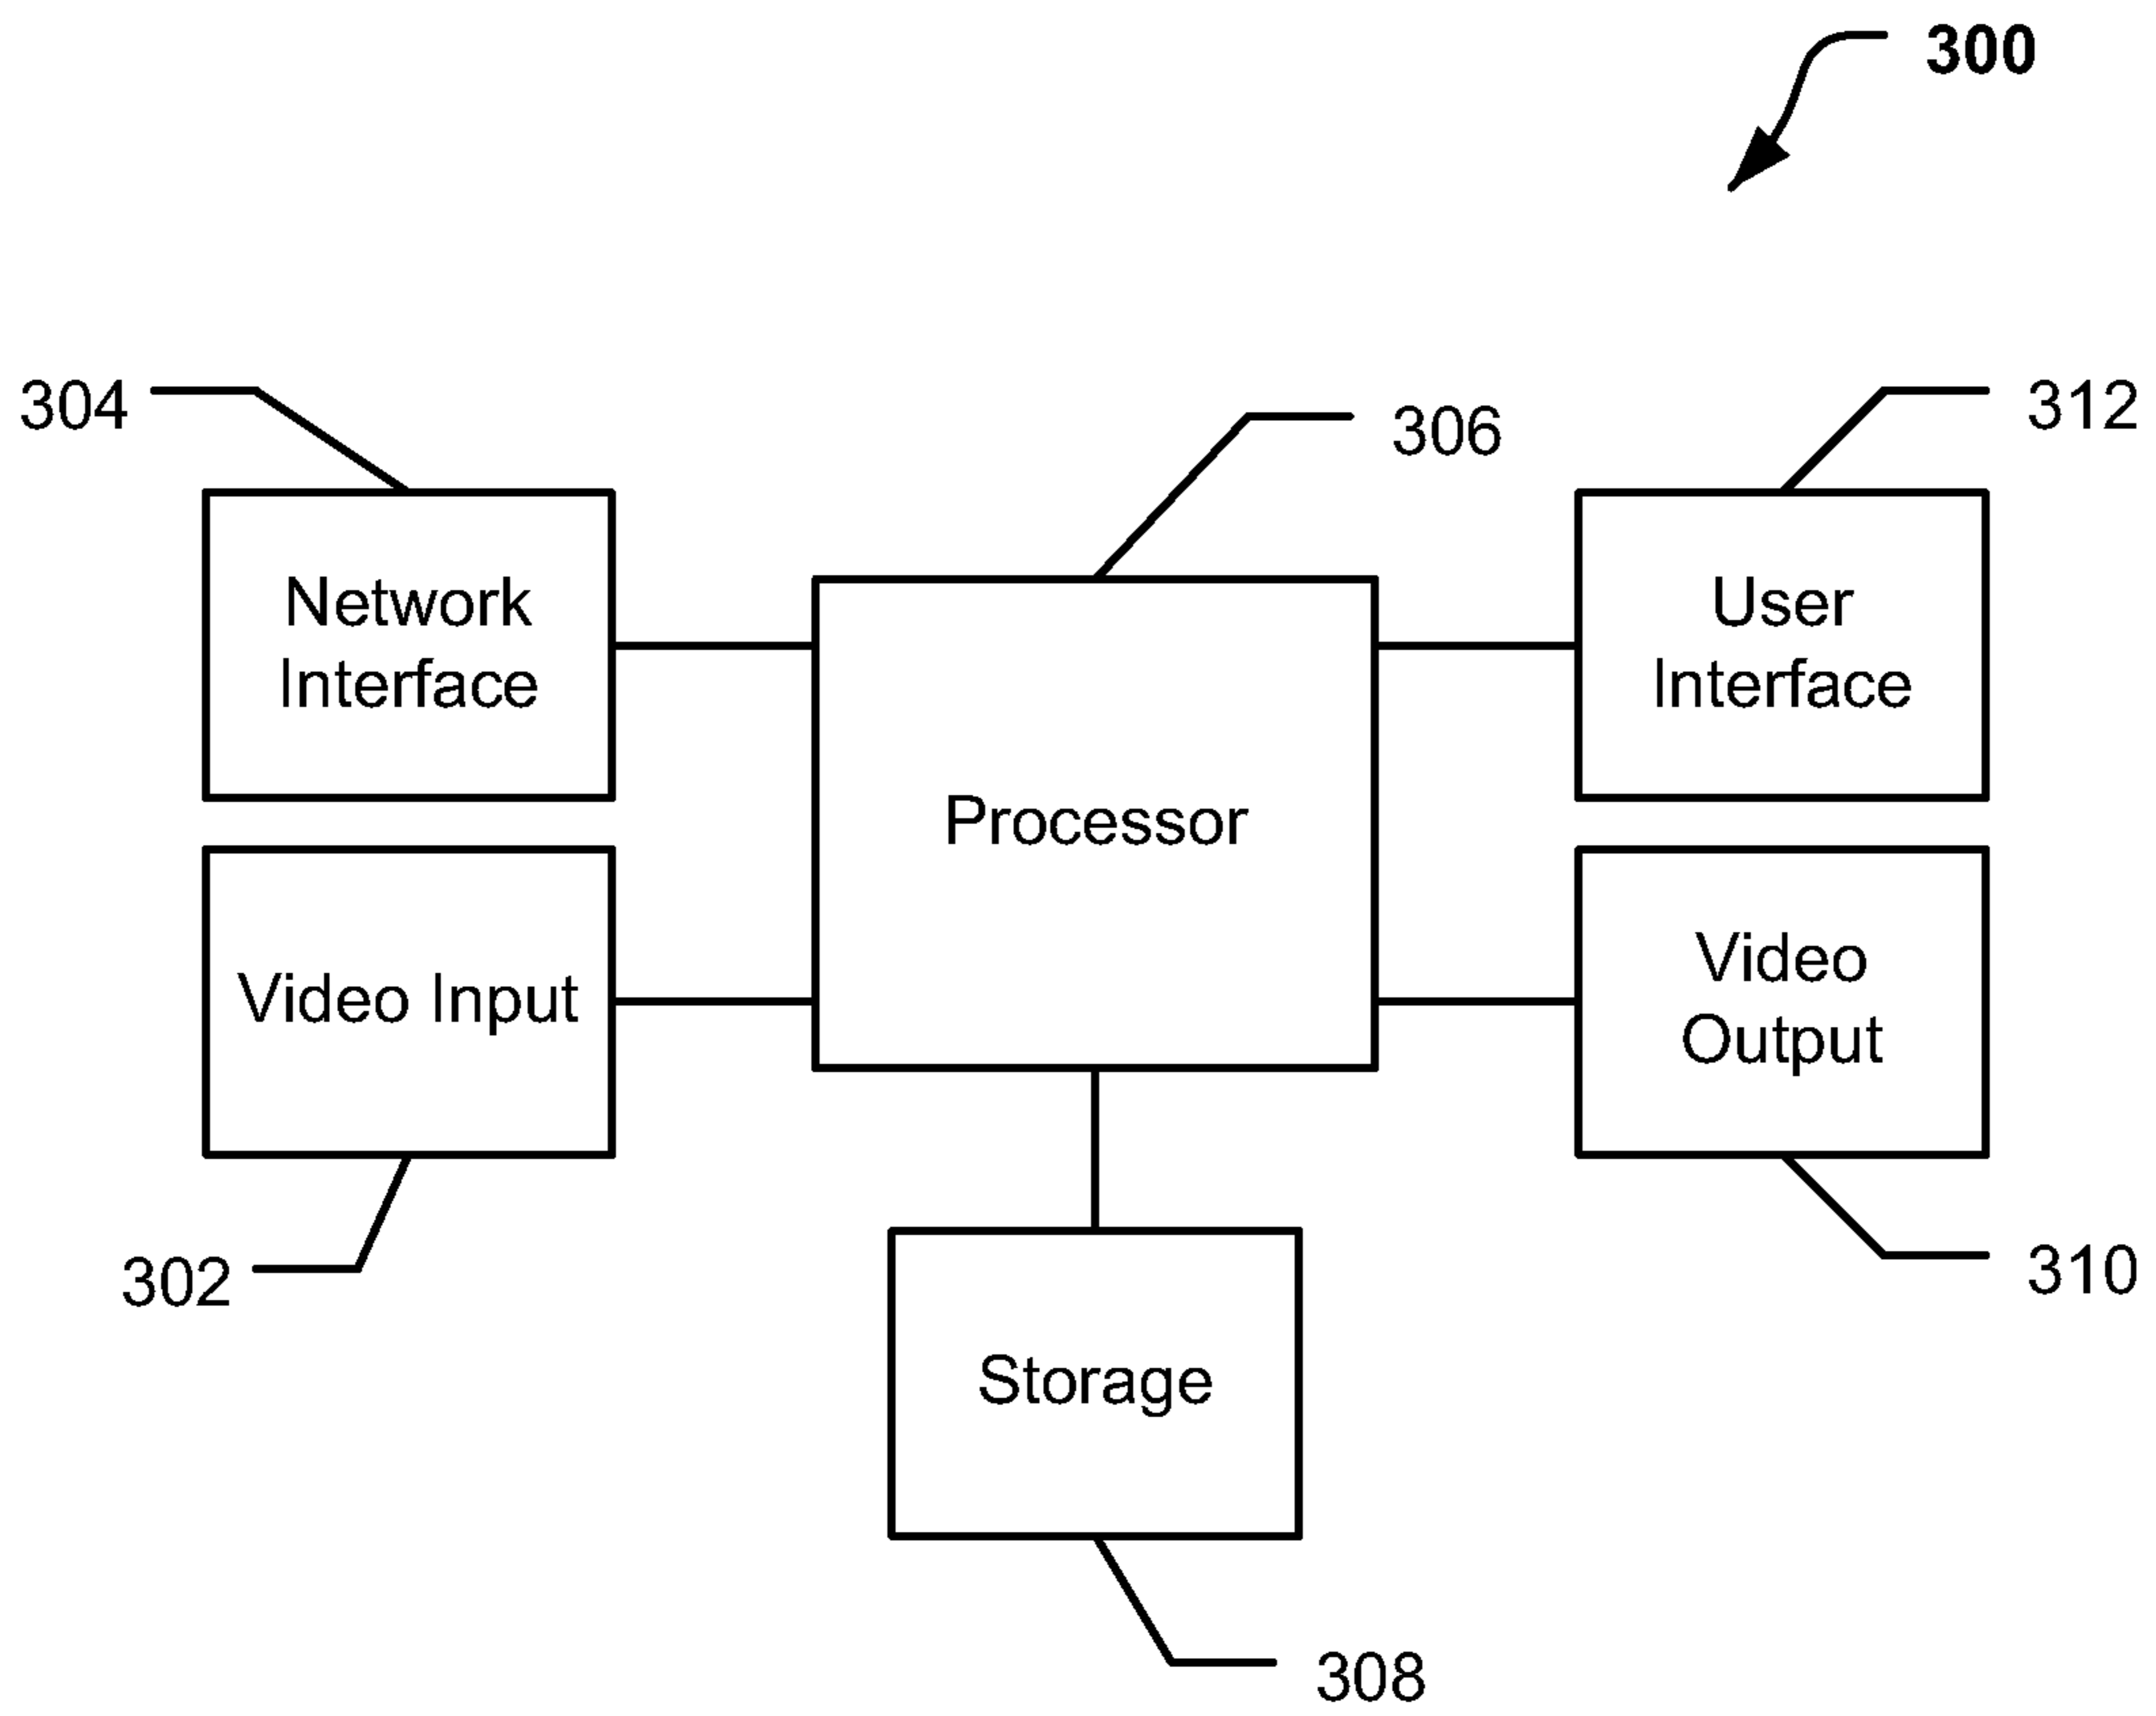 300
304
312
306
Network
Interface
User
Interface
Processor
Video Input
Video
Output
302
310
Storage
308